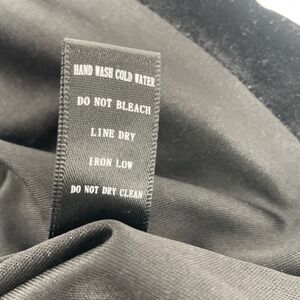 HAND WASH COLD WATER
DO NOT BLEACH
LINE DRY
IRON LOW
DO NOT DRY CLEAN